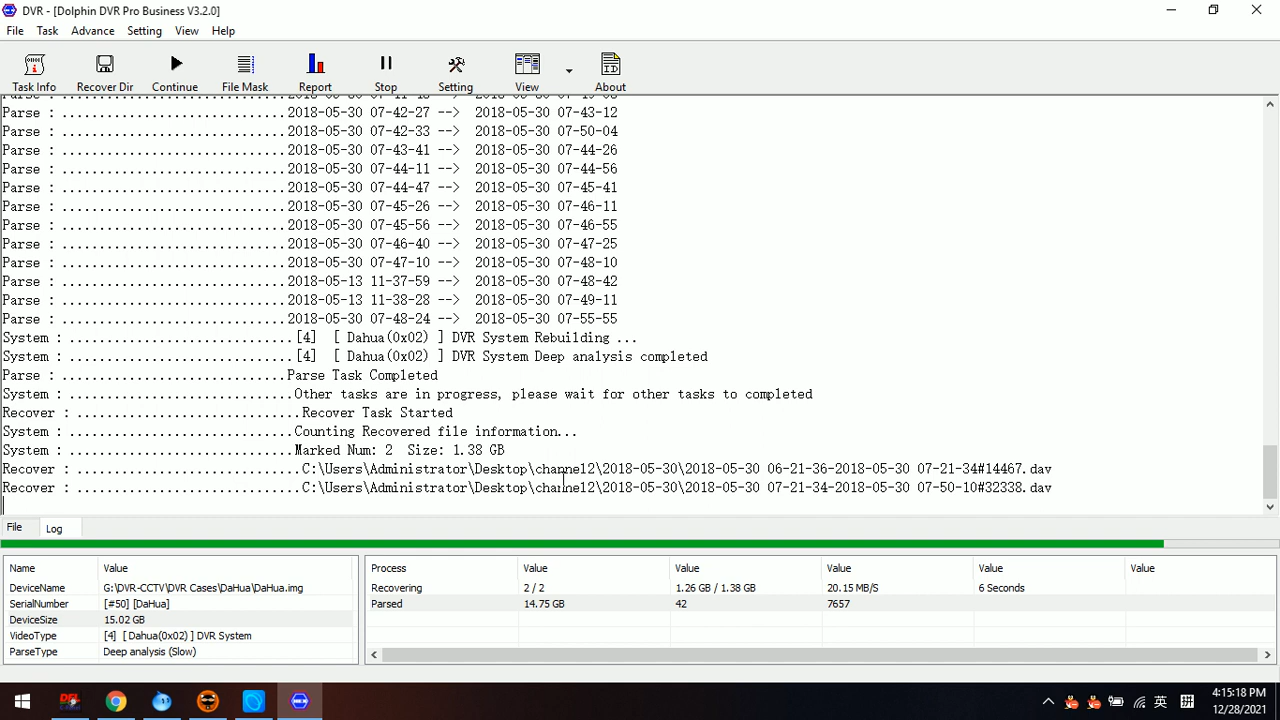 DVR - [Dolphin DVR Pro Business V3.2.0]
File Task Advance Setting View Help
Task Info Recover Dir Continue File Mask Report Stop Setting View About
Parse : ..............................2018-05-30 07-42-27 --> 2018-05-30 07-43-12
Parse : ..............................2018-05-30 07-42-33 --> 2018-05-30 07-50-04
Parse : ..............................2018-05-30 07-43-41 --> 2018-05-30 07-44-26
Parse : ..............................2018-05-30 07-44-11 --> 2018-05-30 07-44-56
Parse : ..............................2018-05-30 07-44-47 --> 2018-05-30 07-45-41
Parse : ..............................2018-05-30 07-45-26 --> 2018-05-30 07-46-11
Parse : ..............................2018-05-30 07-45-56 --> 2018-05-30 07-46-55
Parse : ..............................2018-05-30 07-46-40 --> 2018-05-30 07-47-25
Parse : ..............................2018-05-30 07-47-10 --> 2018-05-30 07-48-10
Parse : ..............................2018-05-13 11-37-59 --> 2018-05-30 07-48-42
Parse : ..............................2018-05-13 11-38-28 --> 2018-05-30 07-49-11
Parse : ..............................2018-05-30 07-48-24 --> 2018-05-30 07-55-55
System : ..............................[4] [ Dahua(0x02) ] DVR System Rebuilding ...
System : ..............................[4] [ Dahua(0x02) ] DVR System Deep analysis completed
Parse : ..............................Parse Task Completed
System : ..............................Other tasks are in progress, please wait for other tasks to completed
Recover : ..............................Recover Task Started
System : ..............................Counting Recovered file information...
System : ..............................Marked Num: 2 Size: 1.38 GB
Recover : ..............................C:\Users\Administrator\Desktop\channel2\2018-05-30\2018-05-30 06-21-36-2018-05-30 07-21-34#14467.dav
Recover : ..............................C:\Users\Administrator\Desktop\channel2\2018-05-30\2018-05-30 07-21-34-2018-05-30 07-50-10#32338.dav
File Log
Name Value
DeviceName G:\DVR-CCTV\DVR Cases\DaHua\DaHua.img
SerialNumber [#50] [DaHua]
DeviceSize 15.02 GB
VideoType [4] [ Dahua(0x02) ] DVR System
ParseType Deep analysis (Slow)
Process Value Value Value Value Value
Recovering 2 / 2 1.26 GB / 1.38 GB 20.15 MB/S 6 Seconds
Parsed 14.75 GB 42 7657
英 拼 4:15:18 PM
12/28/2021